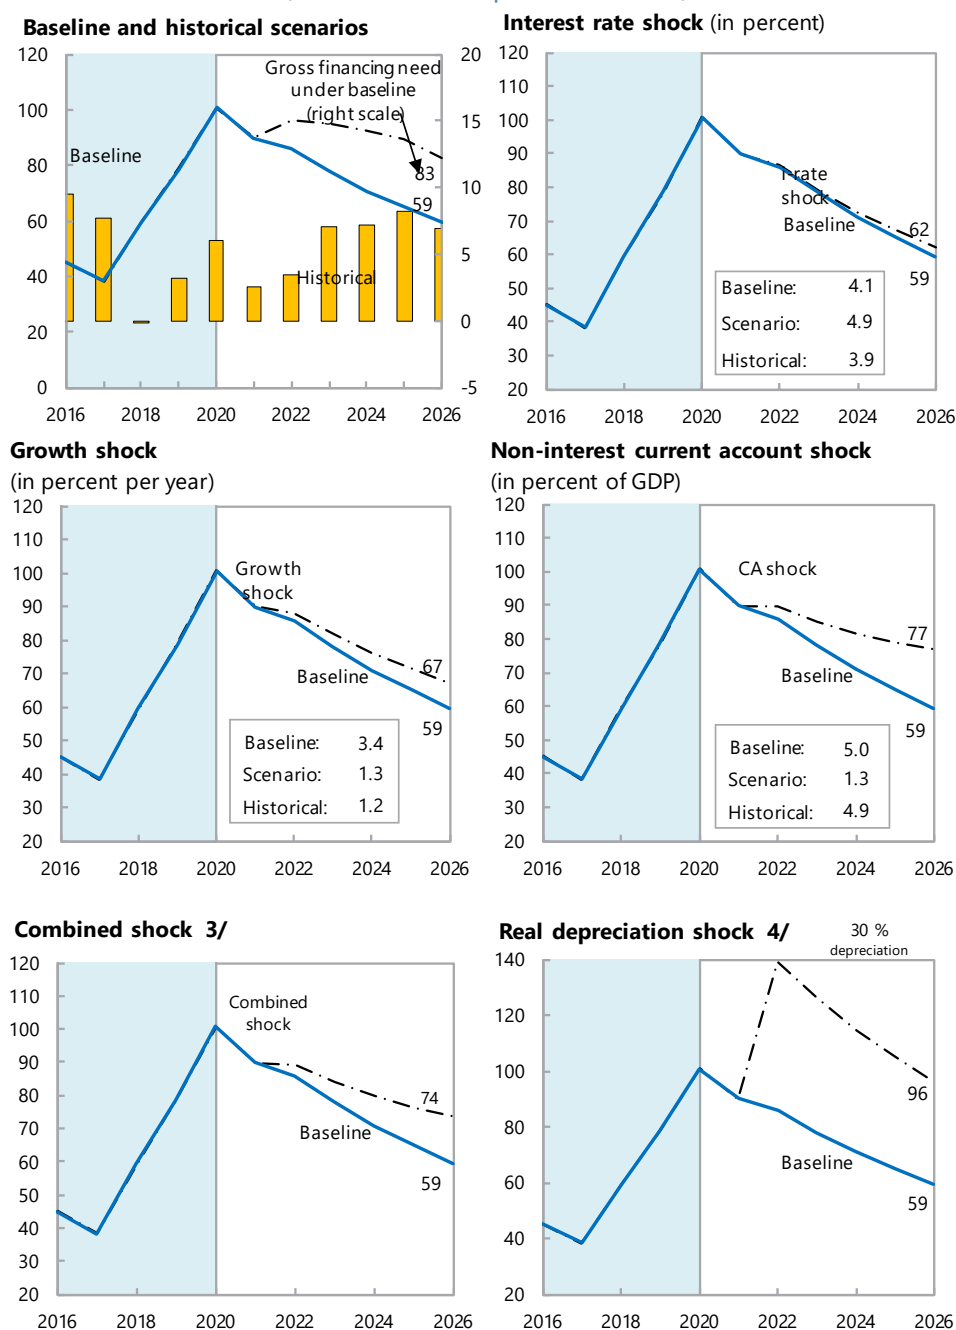 Baseline and historical scenarios
120
100
80
60
40
20
0
20
15
10
5
0
-5
Gross financing need
under baseline
(right scale)
Baseline
83
59
Historical
2016 2018 2020 2022 2024 2026
Interest rate shock (in percent)
120
110
100
90
80
70
60
50
40
30
20
i-rate
shock
Baseline
62
59
Baseline: 4.1
Scenario: 4.9
Historical: 3.9
2016 2018 2020 2022 2024 2026
Growth shock
(in percent per year)
120
110
100
90
80
70
60
50
40
30
20
Growth
shock
67
Baseline
59
Baseline: 3.4
Scenario: 1.3
Historical: 1.2
2016 2018 2020 2022 2024 2026
Non-interest current account shock
(in percent of GDP)
120
110
100
90
80
70
60
50
40
30
20
CA shock
77
Baseline
59
Baseline: 5.0
Scenario: 1.3
Historical: 4.9
2016 2018 2020 2022 2024 2026
Combined shock 3/
120
110
100
90
80
70
60
50
40
30
20
Combined
shock
74
Baseline
59
2016 2018 2020 2022 2024 2026
Real depreciation shock 4/
30 %
depreciation
140
120
100
80
60
40
20
96
Baseline
59
2016 2018 2020 2022 2024 2026